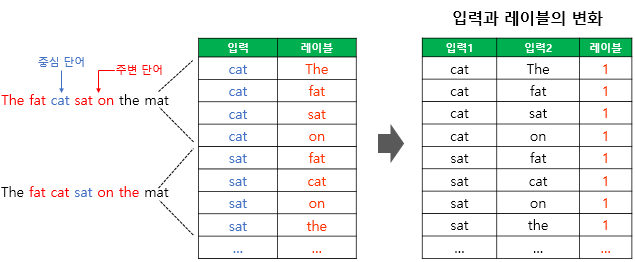 입력과 레이블의 변화
중심 단어
주변 단어
The fat cat sat on the mat
The fat cat sat on the mat
입력 레이블
cat The
cat fat
cat sat
cat on
sat fat
sat cat
sat on
sat the
... ...
입력1 입력2 레이블
cat The 1
cat fat 1
cat sat 1
cat on 1
sat fat 1
sat cat 1
sat on 1
sat the 1
... ... ...